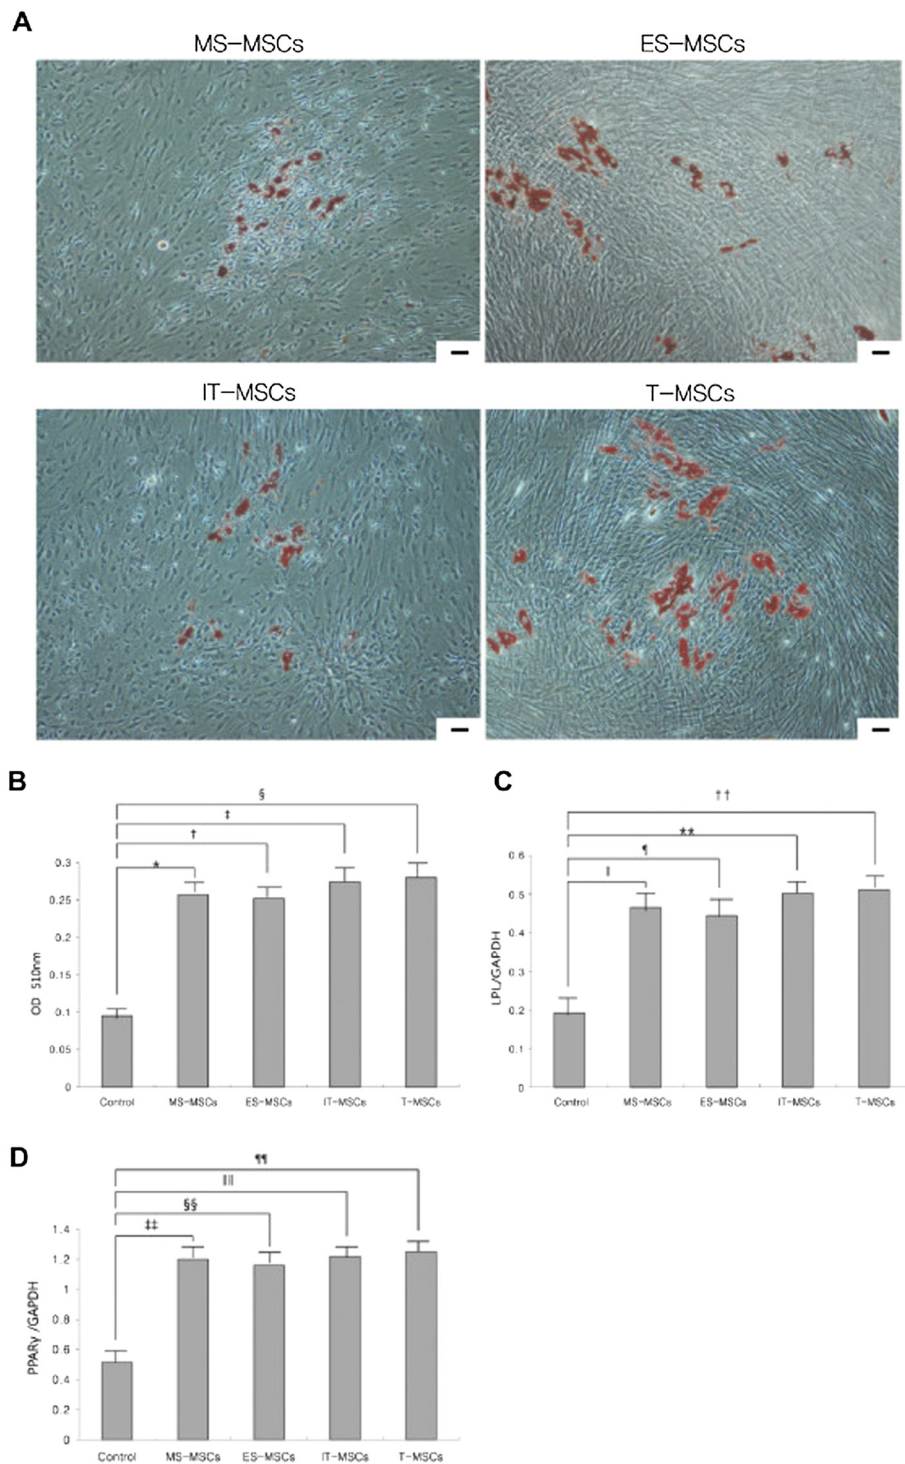 A
MS-MSCs
ES-MSCs
IT-MSCs
T-MSCs
B
§
‡
†
*
0.3
0.25
0.2
0.15
0.1
0.05
0
OD 510nm
Control
MS-MSCs
ES-MSCs
IT-MSCs
T-MSCs
C
††
**
¶
‖
0.6
0.5
0.4
0.3
0.2
0.1
0
LPL/GAPDH
Control
MS-MSCs
ES-MSCs
IT-MSCs
T-MSCs
D
¶¶
‖‖
§§
‡‡
1.4
1.2
1
0.8
0.6
0.4
0.2
0
PPARγ /GAPDH
Control
MS-MSCs
ES-MSCs
IT-MSCs
T-MSCs